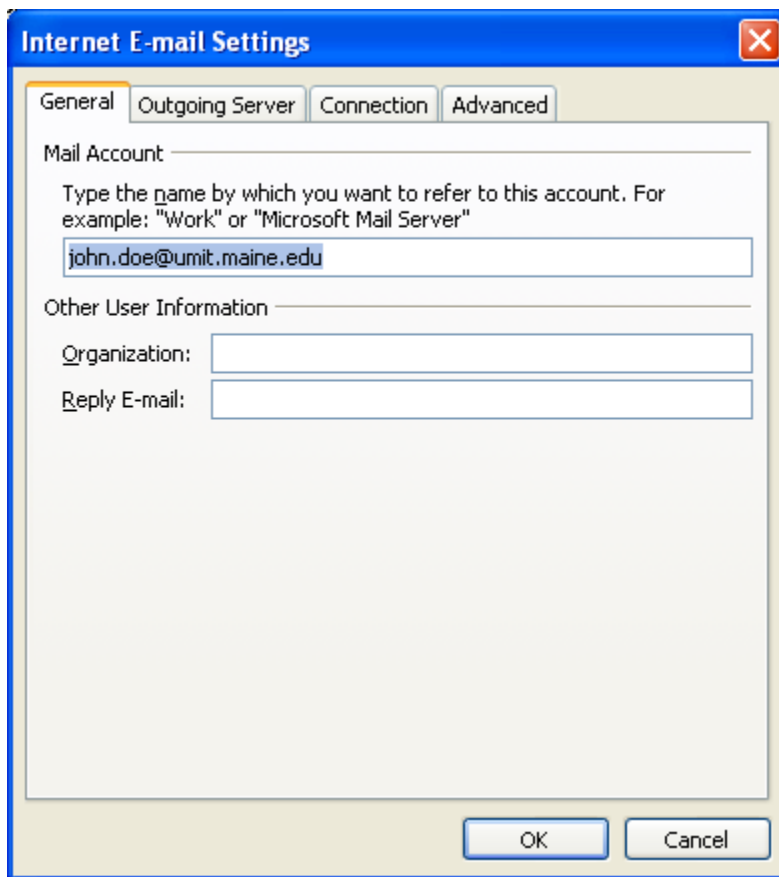 Internet E-mail Settings
General Outgoing Server Connection Advanced
Mail Account
Type the name by which you want to refer to this account. For
example: "Work" or "Microsoft Mail Server"
john.doe@umit.maine.edu
Other User Information
Organization:
Reply E-mail:
OK Cancel